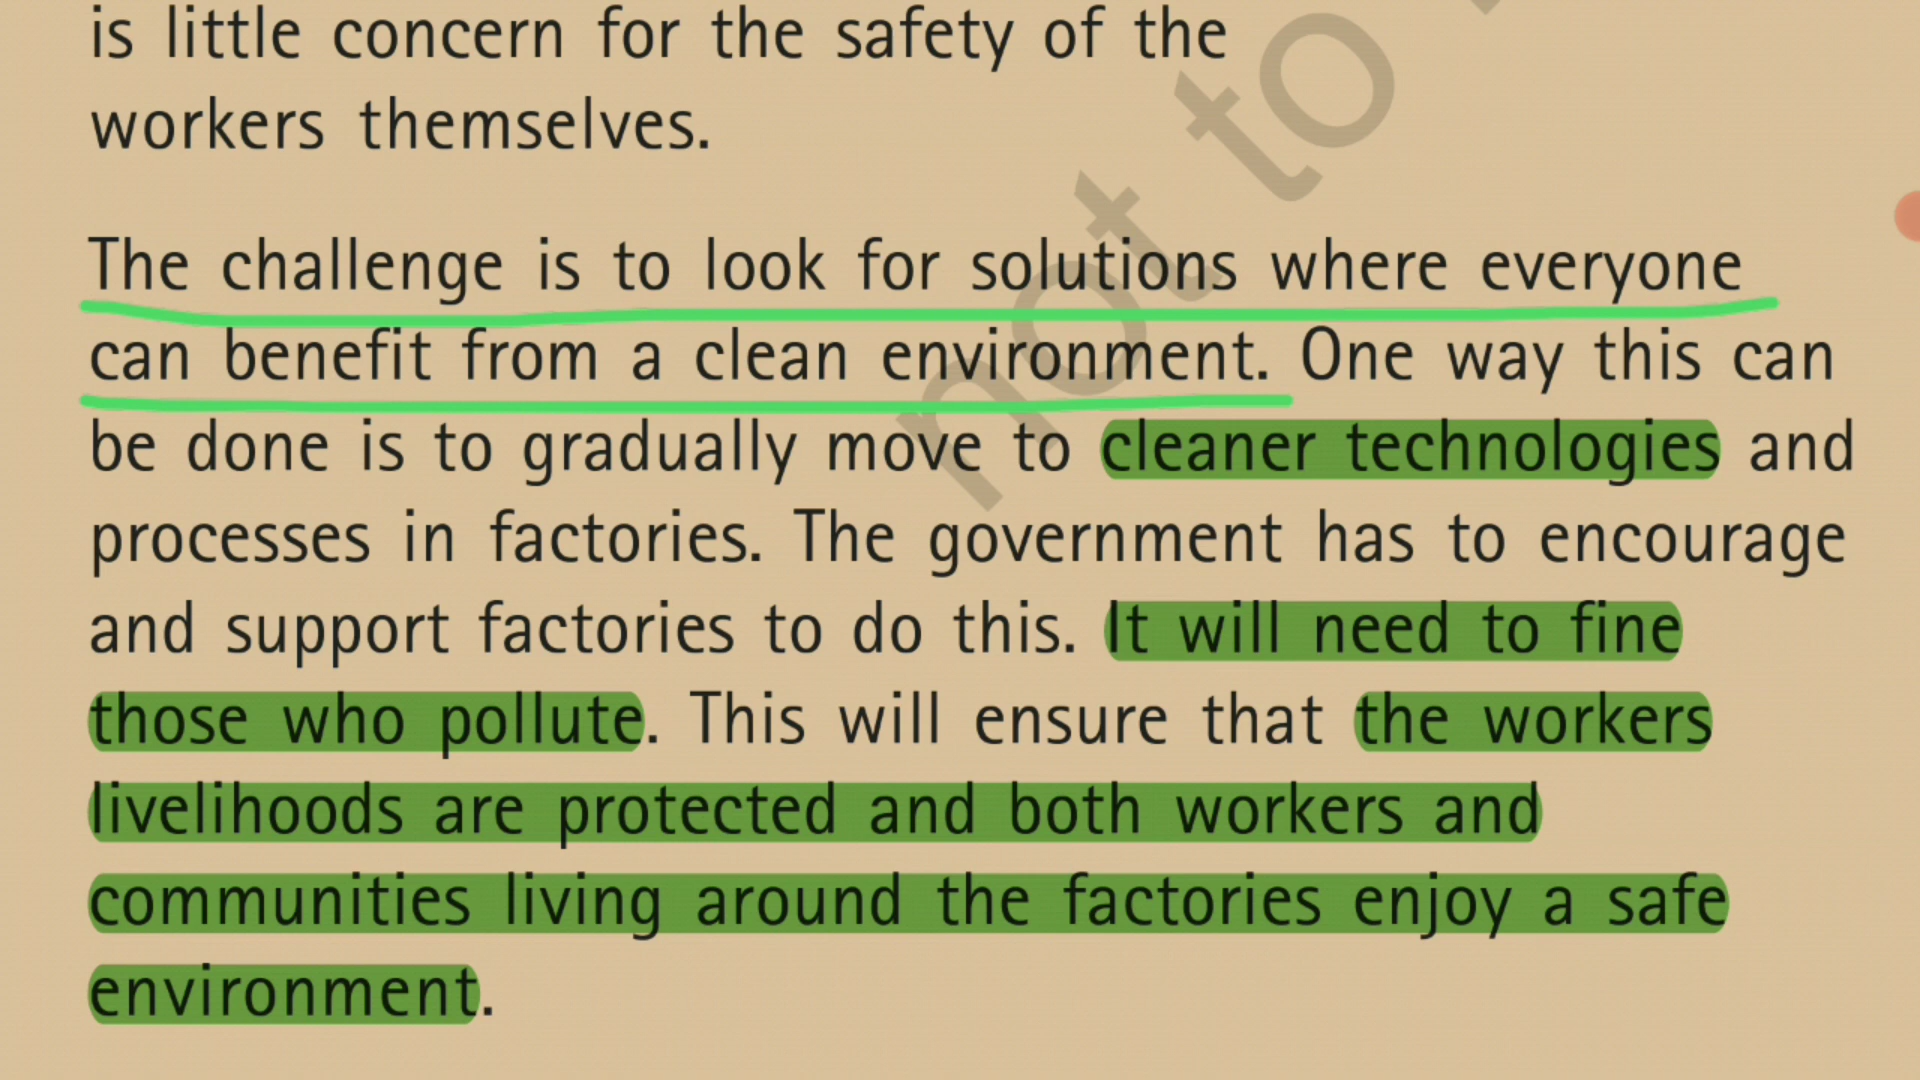 is little concern for the safety of the
workers themselves.
The challenge is to look for solutions where everyone
can benefit from a clean environment. One way this can
be done is to gradually move to cleaner technologies and
processes in factories. The government has to encourage
and support factories to do this. It will need to fine
those who pollute. This will ensure that the workers
livelihoods are protected and both workers and
communities living around the factories enjoy a safe
environment.
not to